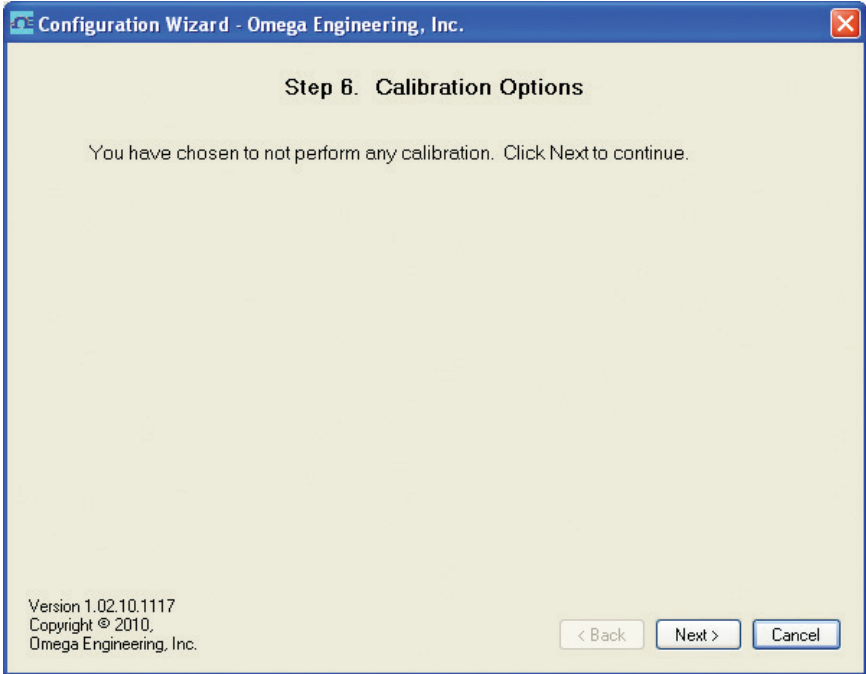 Configuration Wizard - Omega Engineering, Inc.
Step 6. Calibration Options
You have chosen to not perform any calibration. Click Next to continue.
Version 1.02.10.1117
Copyright © 2010,
Omega Engineering, Inc.
< Back Next > Cancel